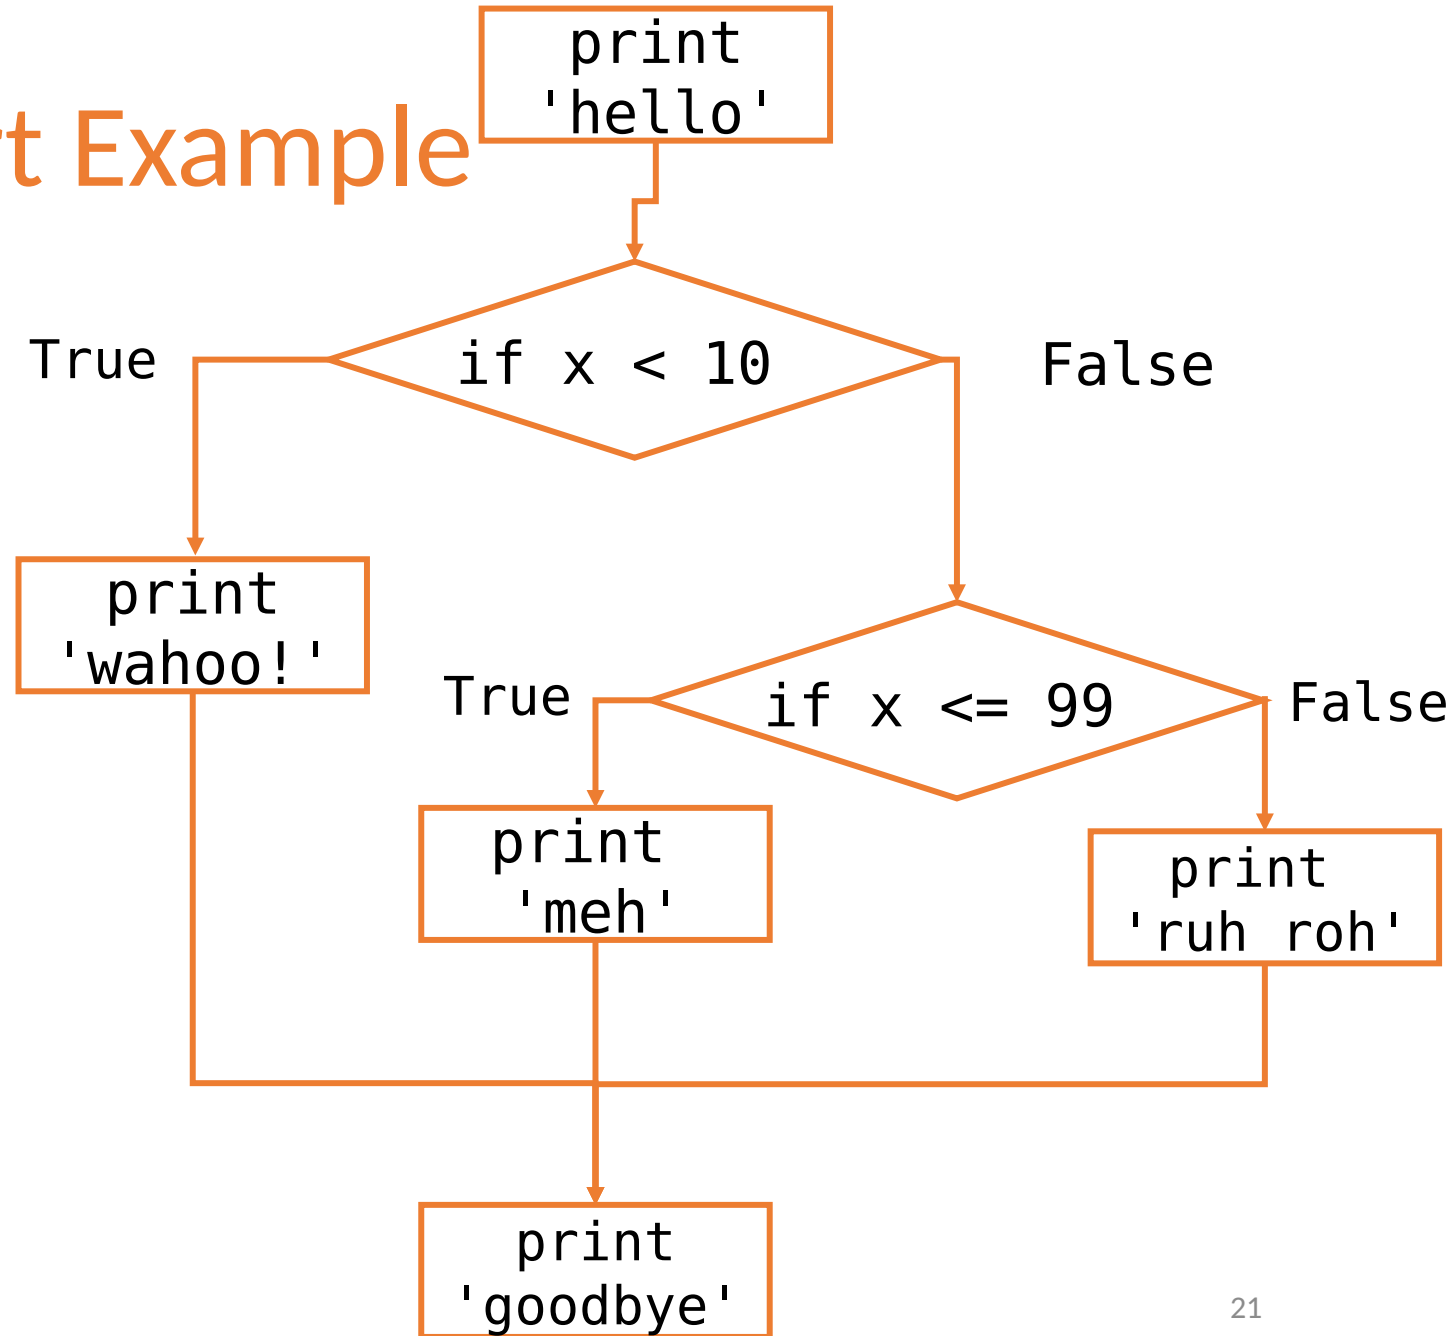 print
'hello'
t Example
if x < 10
True
False
print
'wahoo!'
True
if x <= 99
False
print
'meh'
print
'ruh roh'
print
'goodbye'
21